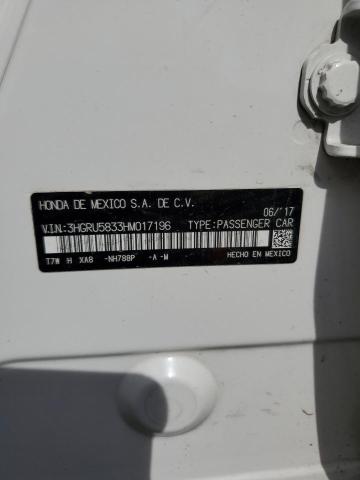 HONDA DE MEXICO S.A. DE C.V.
06/'17
V.I.N.:3HGRU5833HM017196 TYPE:PASSENGER CAR
HECHO EN MEXICO
T7W H XA8 -NH788P -A -M